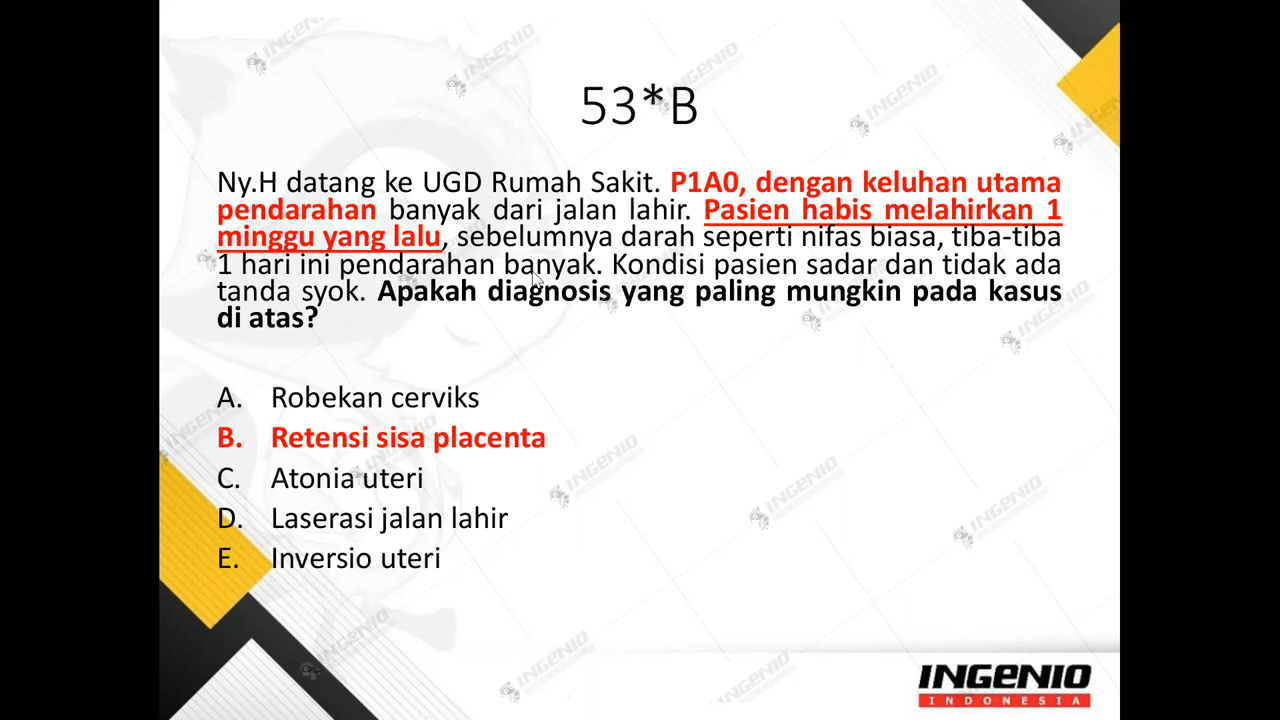 53*B
Ny.H datang ke UGD Rumah Sakit. P1A0, dengan keluhan utama
pendarahan banyak dari jalan lahir. Pasien habis melahirkan 1
minggu yang lalu, sebelumnya darah seperti nifas biasa, tiba-tiba
1 hari ini pendarahan banyak. Kondisi pasien sadar dan tidak ada
tanda syok. Apakah diagnosis yang paling mungkin pada kasus
di atas?
A. Robekan cerviks
B. Retensi sisa placenta
C. Atonia uteri
D. Laserasi jalan lahir
E. Inversio uteri
INGENIO
INDONESIA